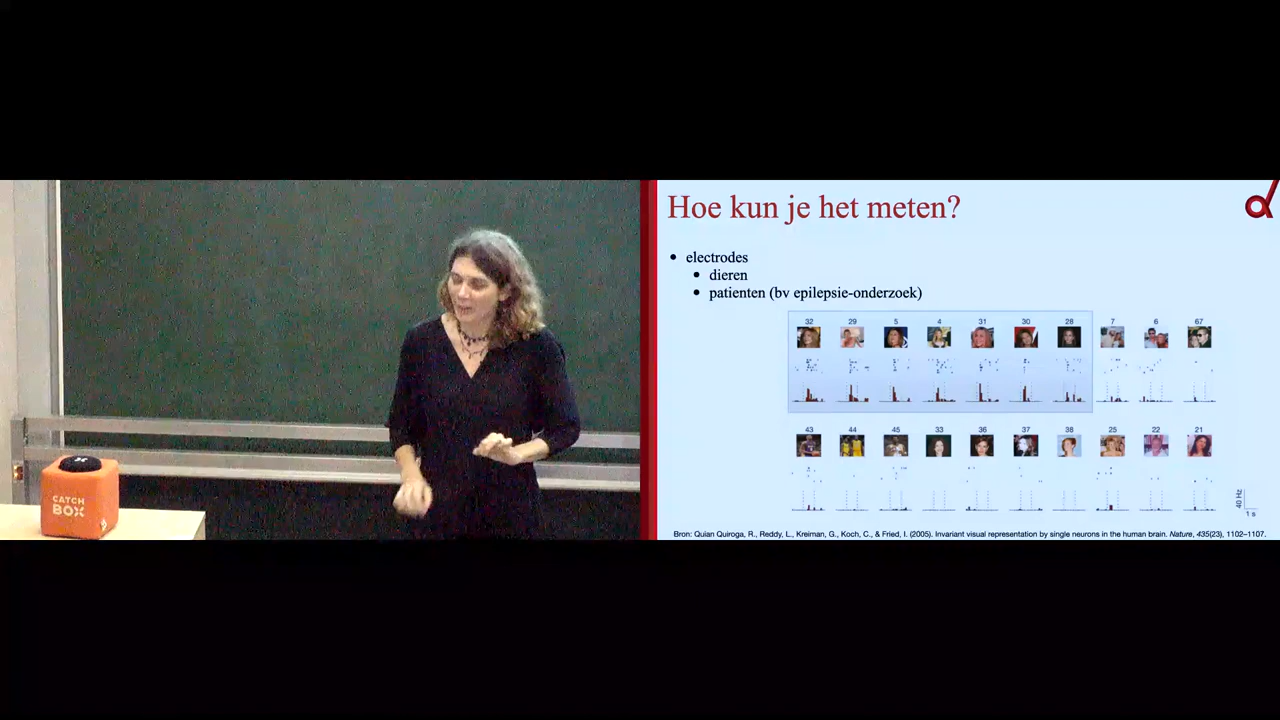 Hoe kun je het meten?
electrodes
dieren
patienten (bv epilepsie-onderzoek)
32 29 5 4 31 30 28 7 6 67
43 44 45 33 36 37 38 25 22 21
40 Hz
1 s
Bron: Quian Quiroga, R., Reddy, L., Kreiman, G., Koch, C., & Fried, I. (2005). Invariant visual representation by single neurons in the human brain. Nature, 435(23), 1102–1107.
CATCH
BOX